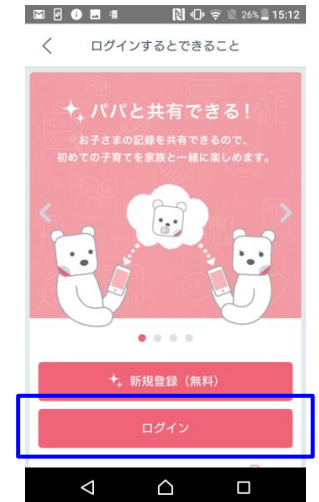 26% 15:12
ログインするとできること
パパと共有できる！
お子さまの記録を共有できるので、
初めての子育てを家族と一緒に楽しめます。
新規登録（無料）
ログイン